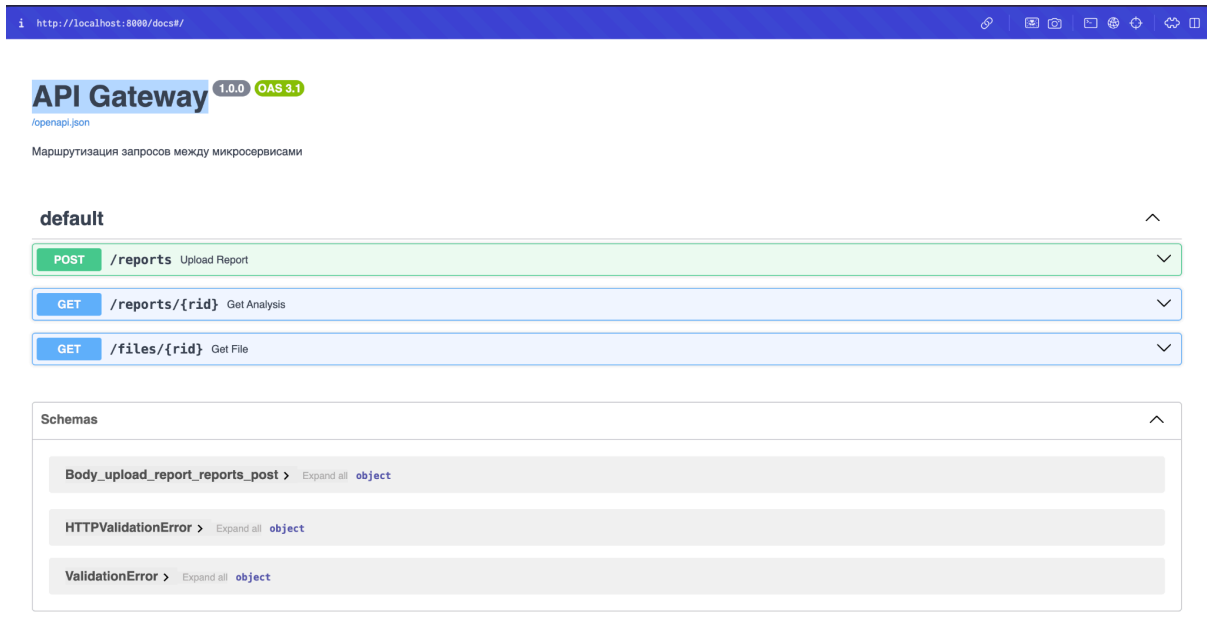 i http://localhost:8000/docs#/
API Gateway 1.0.0 OAS 3.1
/openapi.json
Маршрутизация запросов между микросервисами
default
POST /reports Upload Report
GET /reports/{rid} Get Analysis
GET /files/{rid} Get File
Schemas
Body_upload_report_reports_post > Expand all object
HTTPValidationError > Expand all object
ValidationError > Expand all object